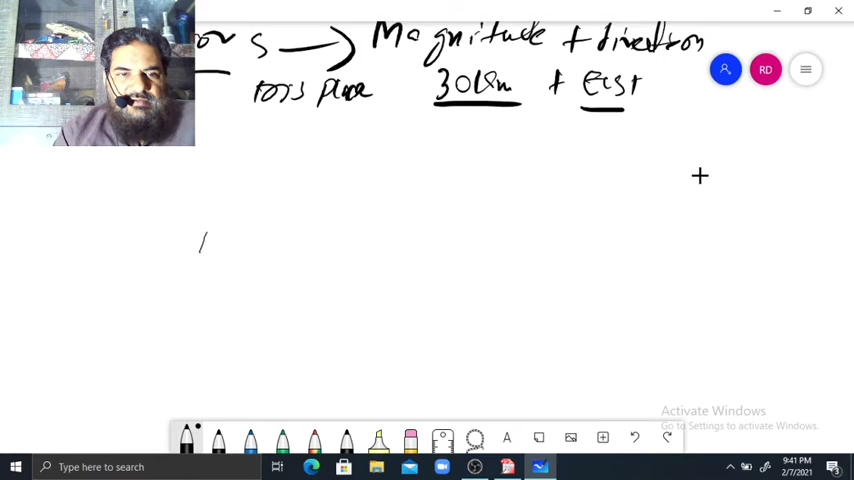 s → Magnitude + direction
place 30km + East
RD
Activate Windows
Go to Settings to activate Windows.
A
Type here to search
9:41 PM
2/7/2021
3